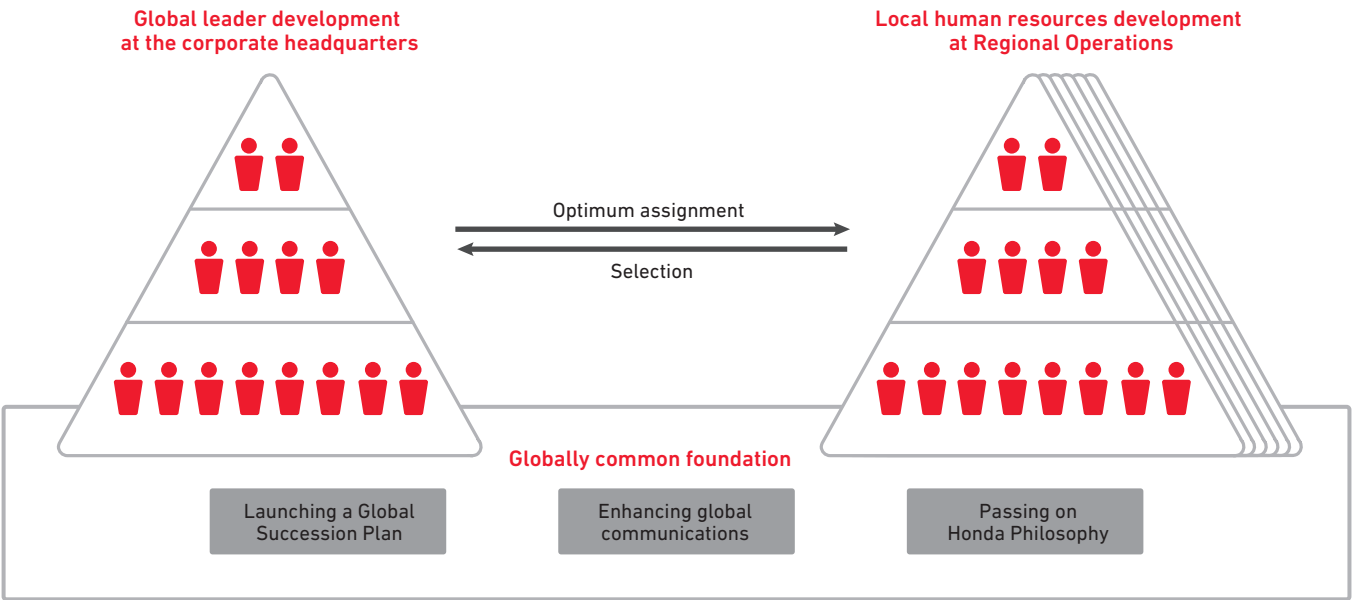 Global leader development
at the corporate headquarters
Local human resources development
at Regional Operations
Optimum assignment
Selection
Globally common foundation
Launching a Global
Succession Plan
Enhancing global
communications
Passing on
Honda Philosophy